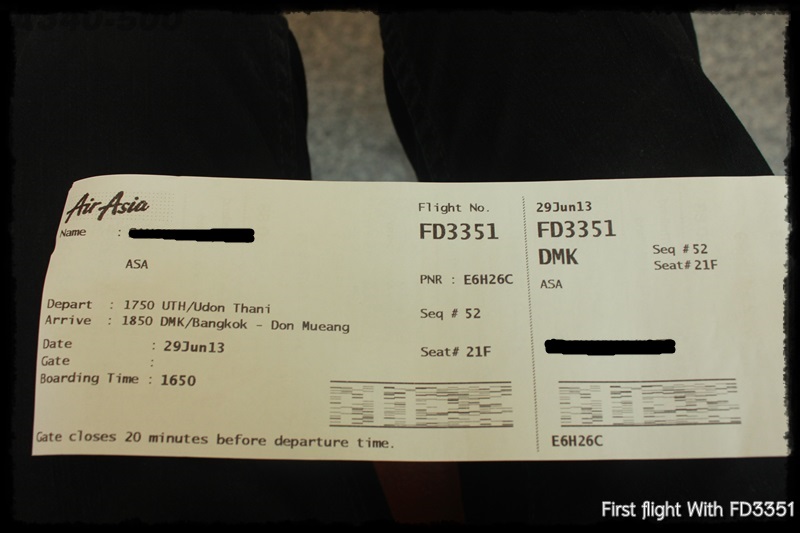 AirAsia
Name :
ASA
Depart : 1750 UTH/Udon Thani
Arrive : 1850 DMK/Bangkok - Don Mueang
Date : 29Jun13
Gate :
Boarding Time : 1650
Gate closes 20 minutes before departure time.
Flight No.
FD3351
PNR : E6H26C
Seq # 52
Seat# 21F
29Jun13
FD3351
DMK
ASA
Seq # 52
Seat# 21F
E6H26C
First flight With FD3351